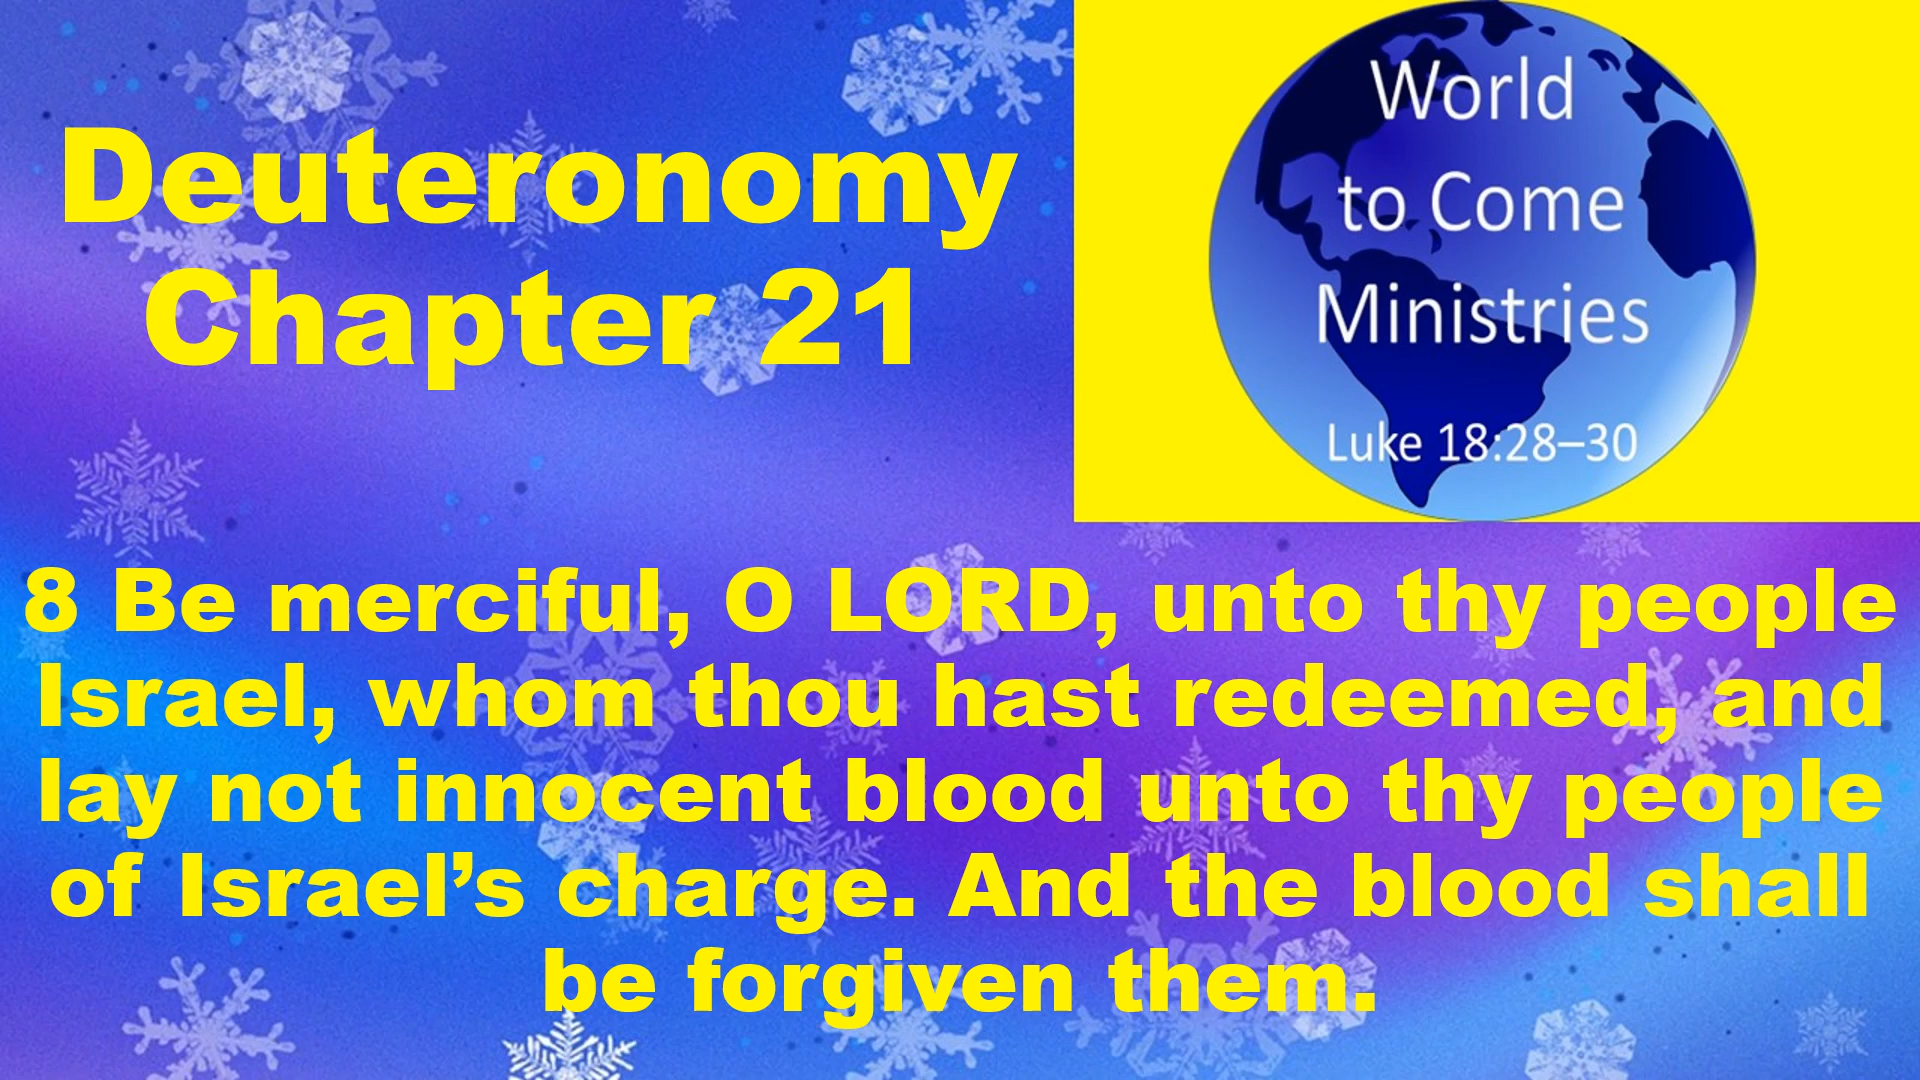 Deuteronomy
Chapter 21
World
to Come
Ministries
Luke 18:28–30
8 Be merciful, O LORD, unto thy people
Israel, whom thou hast redeemed, and
lay not innocent blood unto thy people
of Israel’s charge. And the blood shall
be forgiven them.